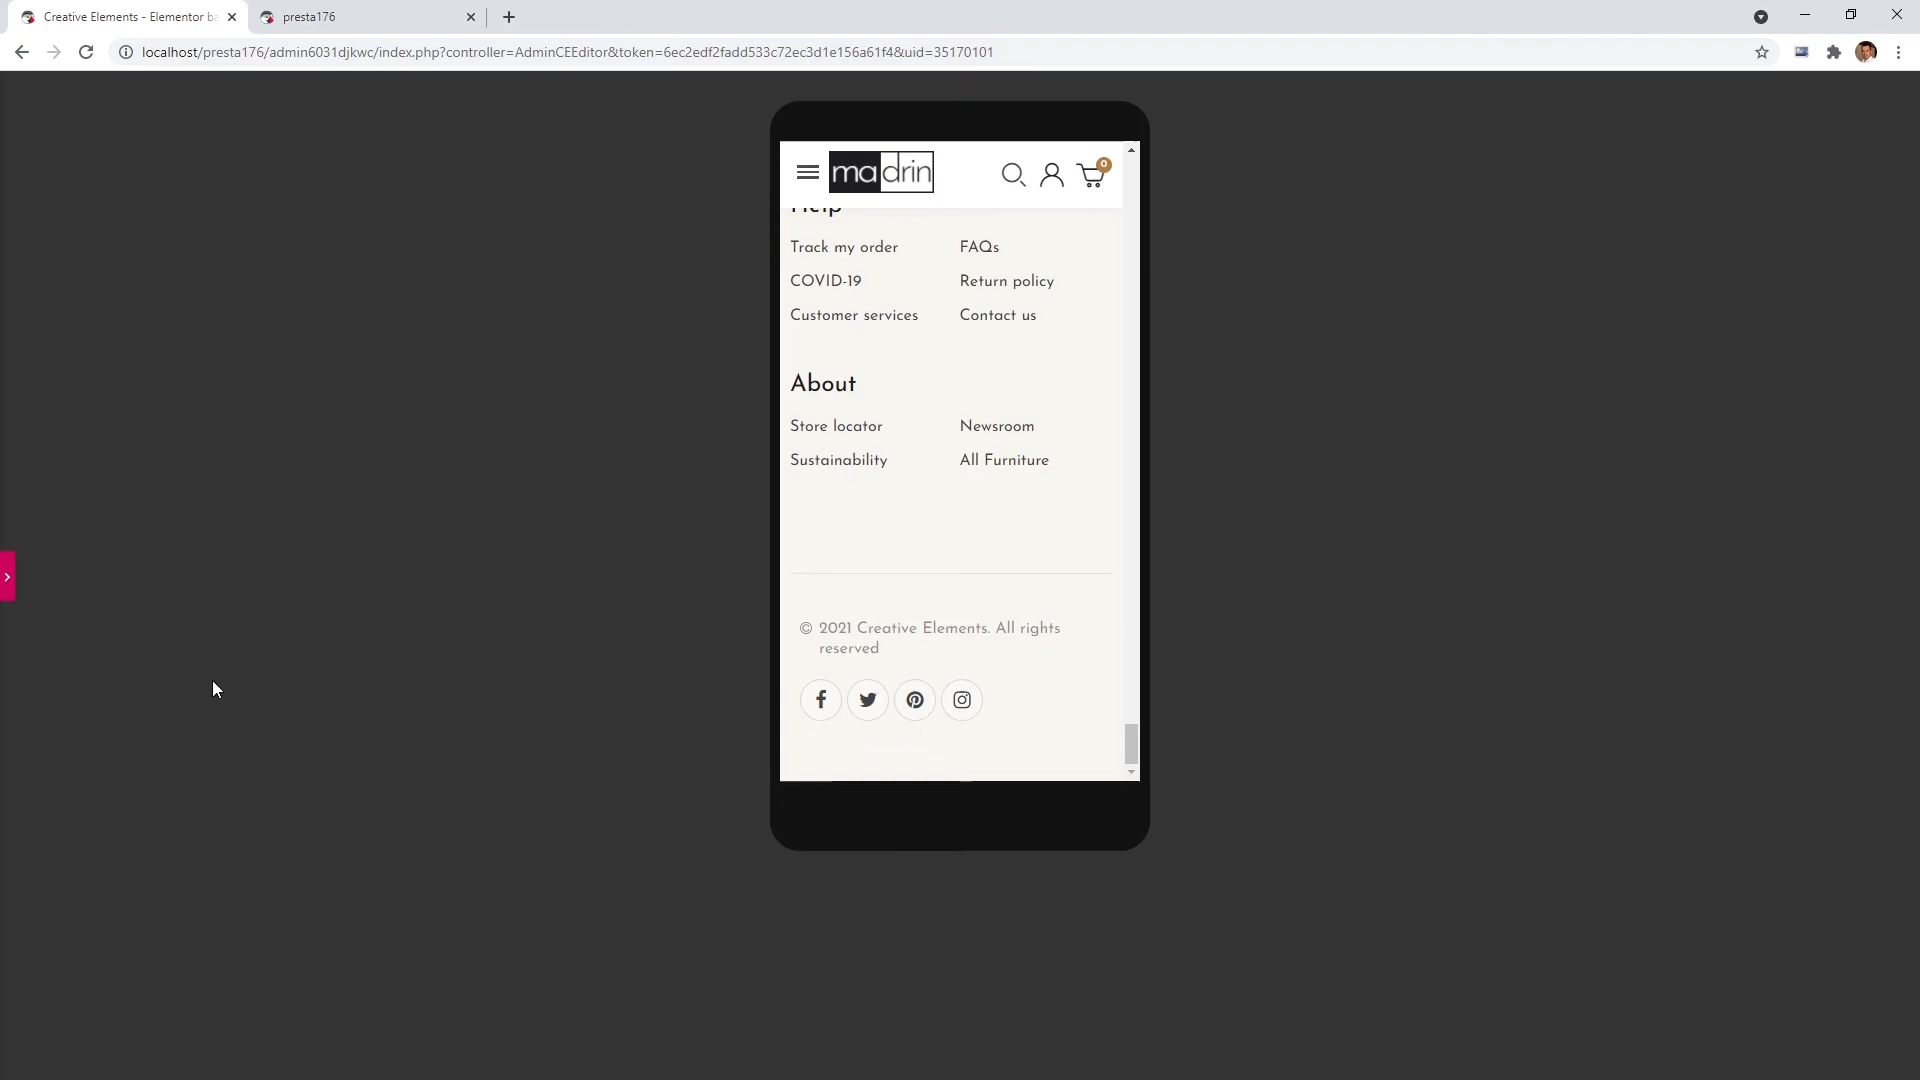 Creative Elements - Elementor ba
presta176
localhost/presta176/admin6031djkwc/index.php?controller=AdminCEEditor&token=6ec2edf2fadd533c72ec3d1e156a61f4&uid=35170101
madrin
0
Help
Track my order
FAQs
COVID-19
Return policy
Customer services
Contact us
About
Store locator
Newsroom
Sustainability
All Furniture
© 2021 Creative Elements. All rights
reserved